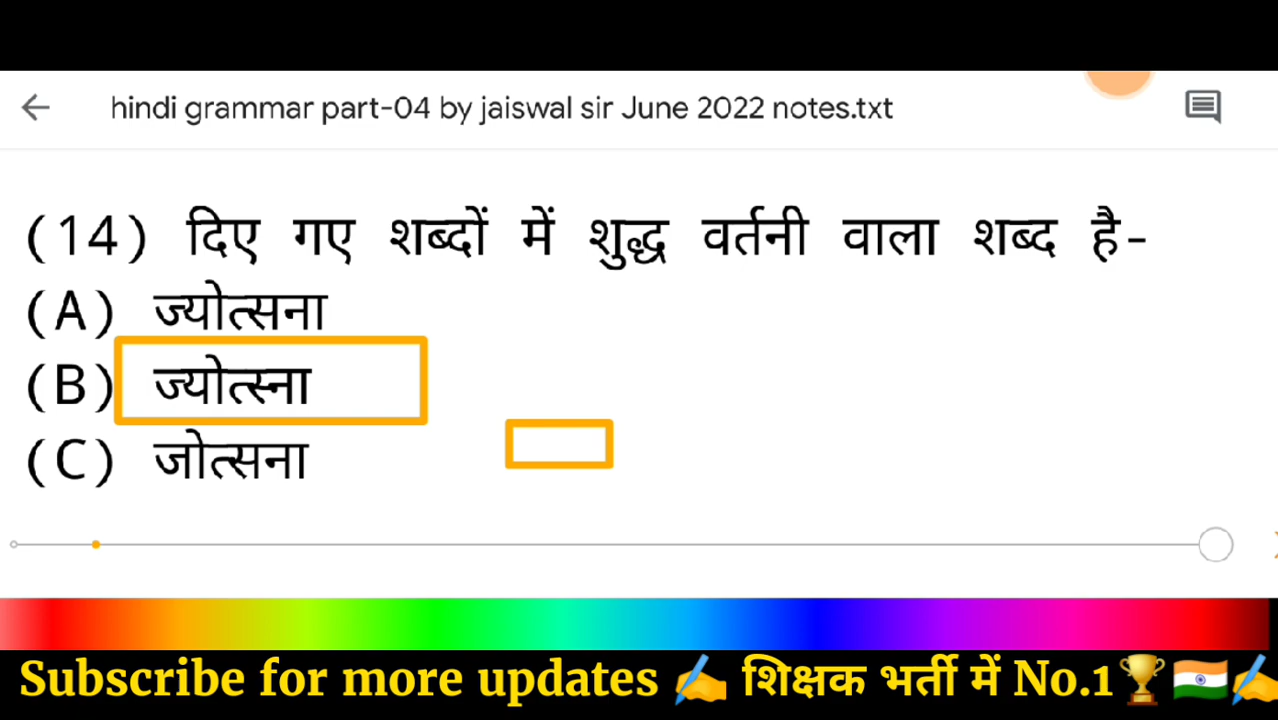 hindi grammar part-04 by jaiswal sir June 2022 notes.txt
(14) दिए गए शब्दों में शुद्ध वर्तनी वाला शब्द है-
(A) ज्योत्सना
(B) ज्योत्स्ना
(C) जोत्सना
Subscribe for more updates ✍️ शिक्षक भर्ती में No.1🏆🇮🇳✍️